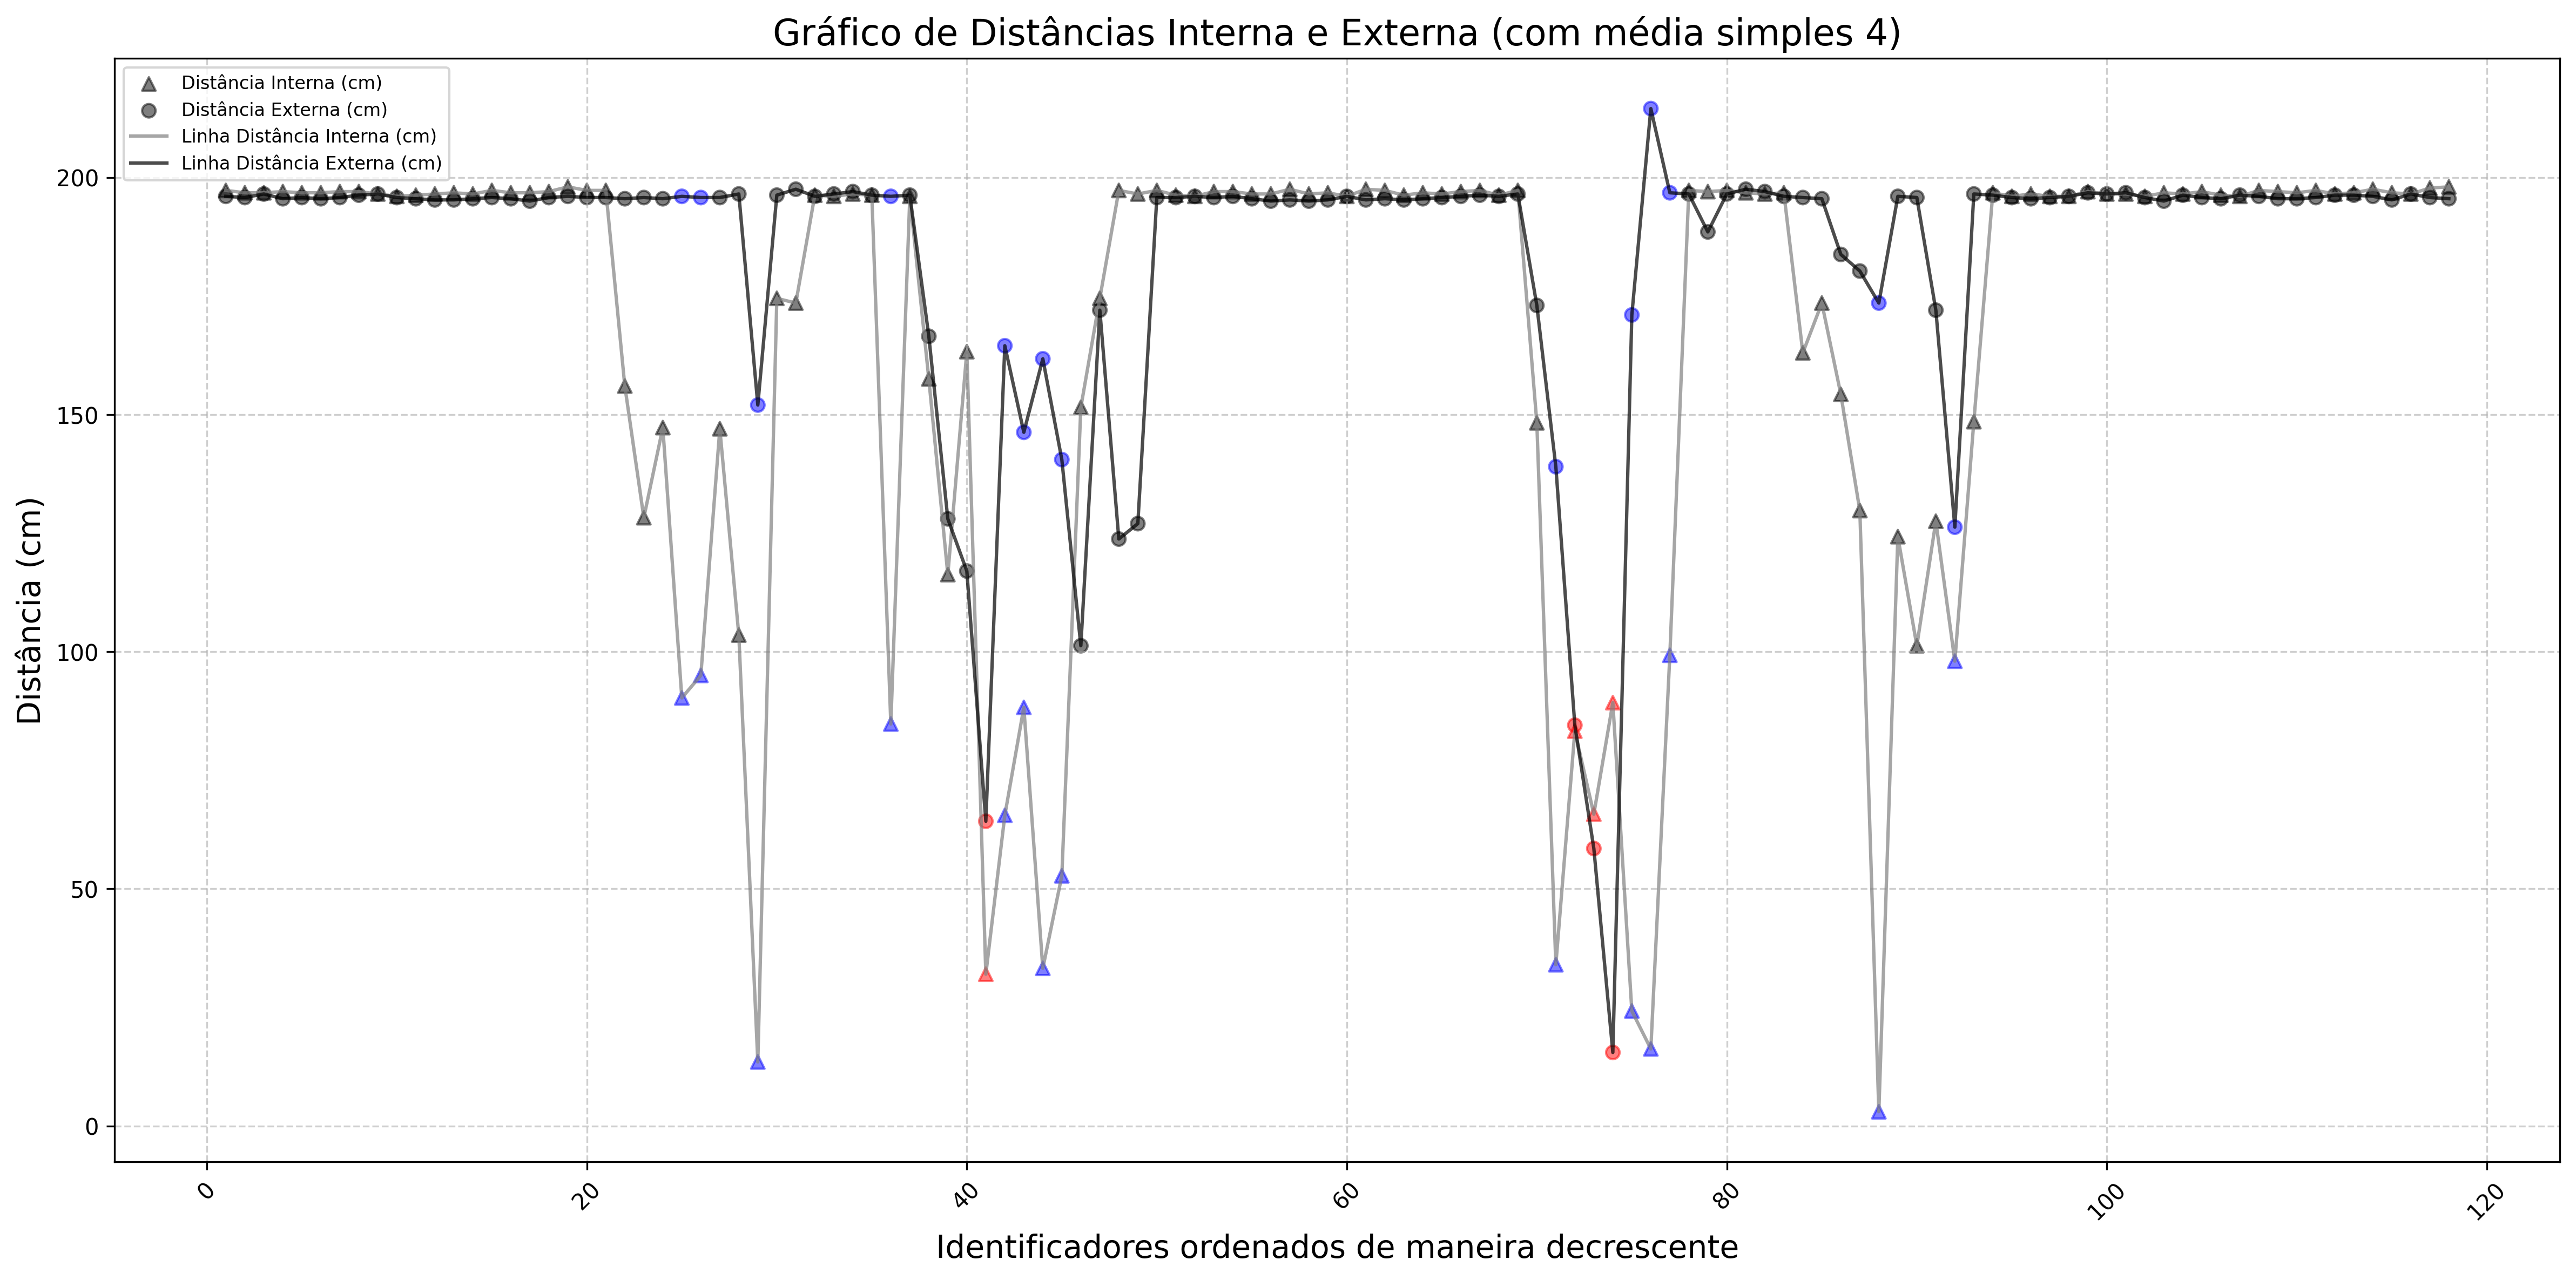 Gráfico de Distâncias Interna e Externa (com média simples 4)
Distância Interna (cm)
Distância Externa (cm)
Linha Distância Interna (cm)
Linha Distância Externa (cm)
Distância (cm)
200
150
100
50
0
0
20
40
60
80
100
120
Identificadores ordenados de maneira decrescente